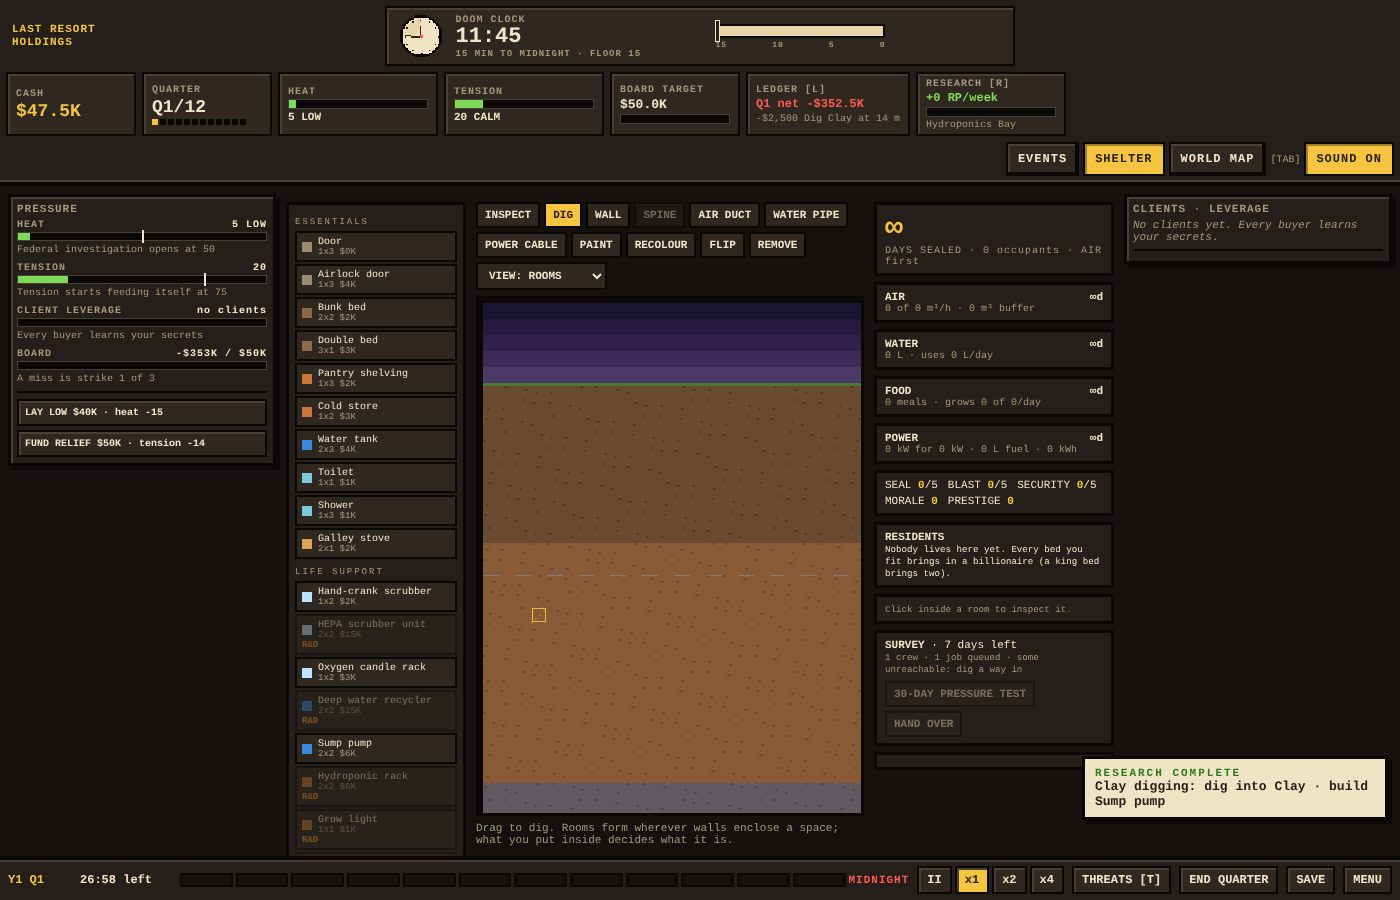 LAST RESORT
HOLDINGS
DOOM CLOCK
11:45
15 MIN TO MIDNIGHT · FLOOR 15
15 10 5 0
CASH
$47.5K
QUARTER
Q1/12
HEAT
5 LOW
TENSION
20 CALM
BOARD TARGET
$50.0K
LEDGER [L]
Q1 net -$352.5K
-$2,500 Dig Clay at 14 m
RESEARCH [R]
+0 RP/week
Hydroponics Bay
EVENTS
SHELTER
WORLD MAP
[TAB]
SOUND ON
PRESSURE
HEAT 5 LOW
Federal investigation opens at 50
TENSION 20
Tension starts feeding itself at 75
CLIENT LEVERAGE no clients
Every buyer learns your secrets
BOARD -$353K / $50K
A miss is strike 1 of 3
LAY LOW $40K · heat -15
FUND RELIEF $50K · tension -14
ESSENTIALS
Door
1x3 $0K
Airlock door
1x3 $4K
Bunk bed
2x2 $2K
Double bed
3x1 $3K
Pantry shelving
1x3 $2K
Cold store
1x2 $3K
Water tank
2x3 $4K
Toilet
1x1 $1K
Shower
1x3 $1K
Galley stove
2x1 $2K
LIFE SUPPORT
Hand-crank scrubber
1x2 $2K
HEPA scrubber unit
2x2 $15K
R&D
Oxygen candle rack
1x2 $3K
Deep water recycler
2x2 $25K
R&D
Sump pump
2x2 $6K
Hydroponic rack
2x2 $6K
R&D
Grow light
1x1 $1K
R&D
INSPECT
DIG
WALL
SPINE
AIR DUCT
WATER PIPE
POWER CABLE
PAINT
RECOLOUR
FLIP
REMOVE
VIEW: ROOMS
Drag to dig. Rooms form wherever walls enclose a space;
what you put inside decides what it is.
∞
DAYS SEALED · 0 occupants · AIR
first
AIR ∞d
0 of 0 m³/h · 0 m³ buffer
WATER ∞d
0 L · uses 0 L/day
FOOD ∞d
0 meals · grows 0 of 0/day
POWER ∞d
0 kW for 0 kW · 0 L fuel · 0 kWh
SEAL 0/5 BLAST 0/5 SECURITY 0/5
MORALE 0 PRESTIGE 0
RESIDENTS
Nobody lives here yet. Every bed you
fit brings in a billionaire (a king bed
brings two).
Click inside a room to inspect it.
SURVEY · 7 days left
1 crew · 1 job queued · some
unreachable: dig a way in
30-DAY PRESSURE TEST
HAND OVER
CLIENTS · LEVERAGE
No clients yet. Every buyer learns
your secrets.
RESEARCH COMPLETE
Clay digging: dig into Clay · build
Sump pump
Y1 Q1
26:58 left
MIDNIGHT
II
x1
x2
x4
THREATS [T]
END QUARTER
SAVE
MENU